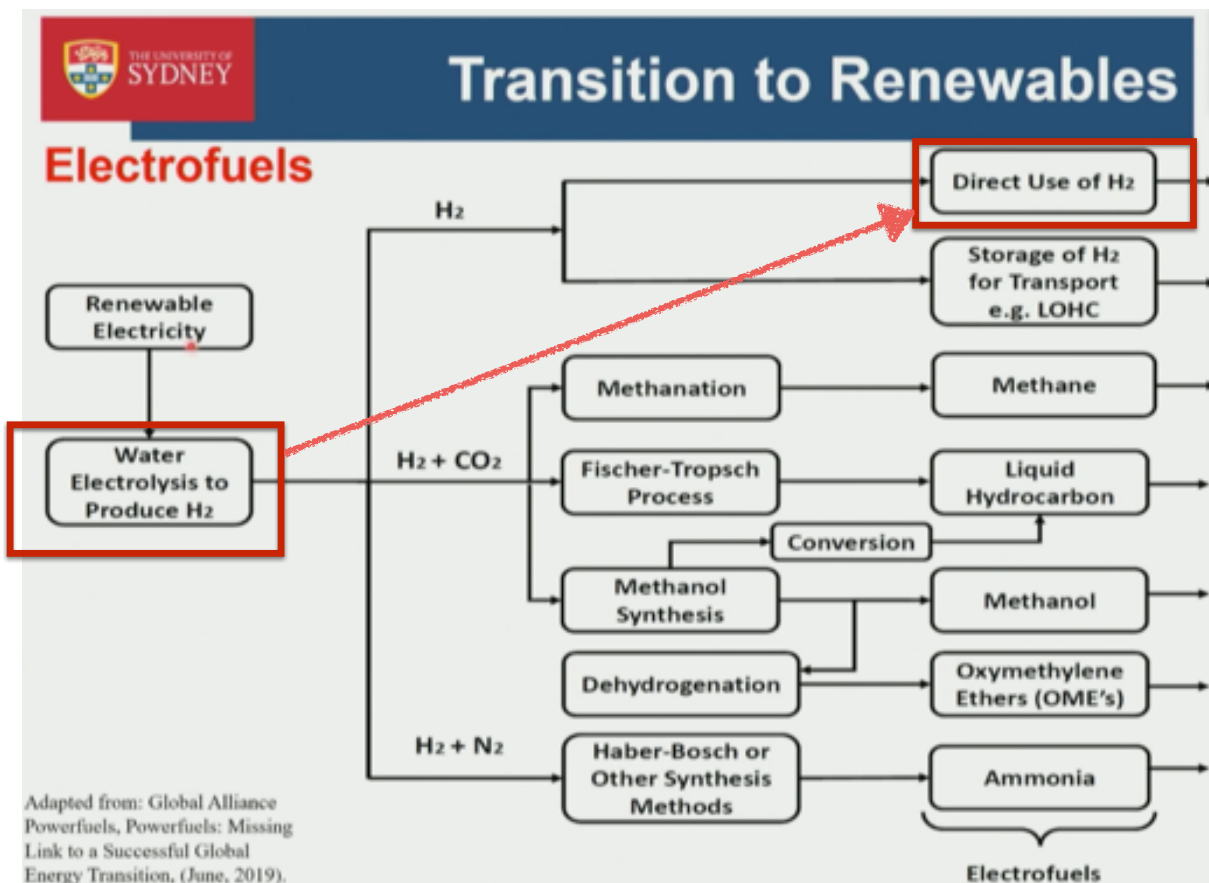 THE UNIVERSITY OF
SYDNEY
Transition to Renewables
Electrofuels
Renewable
Electricity
Water
Electrolysis to
Produce H2
H2
H2 + CO2
H2 + N2
Direct Use of H2
Storage of H2
for Transport
e.g. LOHC
Methanation
Methane
Fischer-Tropsch
Process
Liquid
Hydrocarbon
Conversion
Methanol
Synthesis
Methanol
Dehydrogenation
Oxymethylene
Ethers (OME's)
Haber-Bosch or
Other Synthesis
Methods
Ammonia
Electrofuels
Adapted from: Global Alliance
Powerfuels, Powerfuels: Missing
Link to a Successful Global
Energy Transition, (June, 2019).